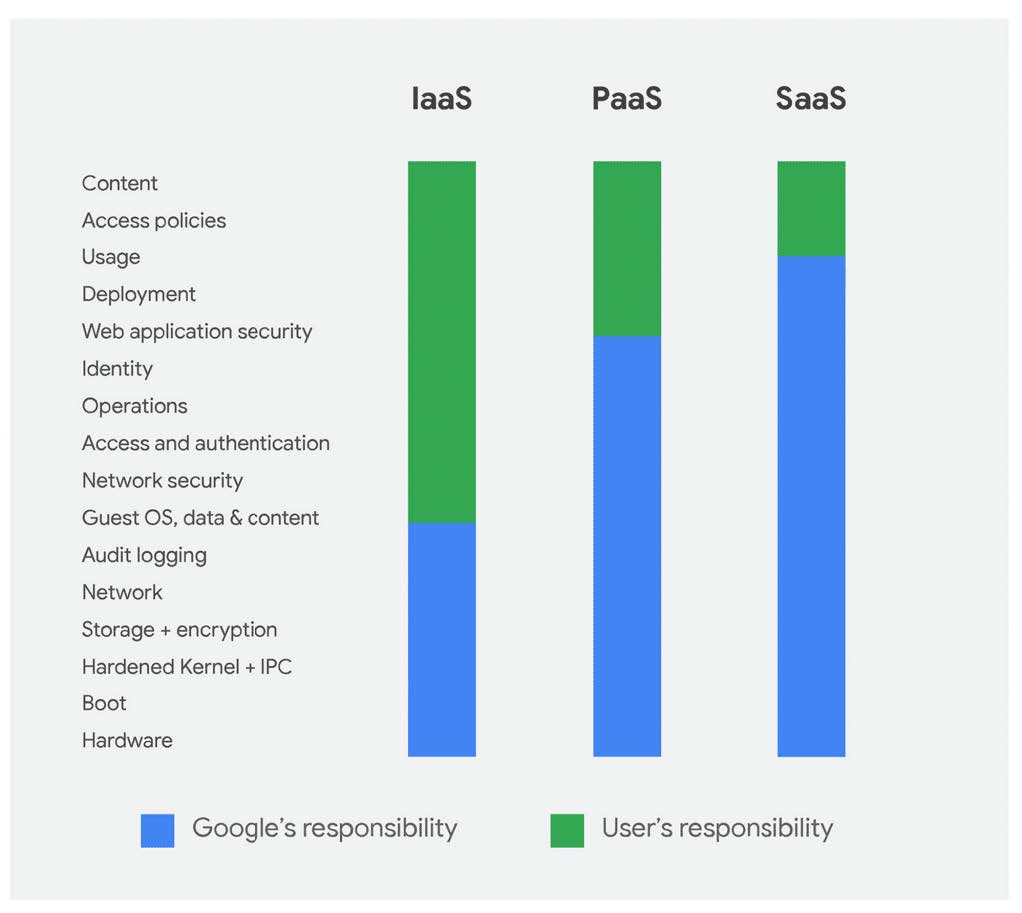 IaaS PaaS SaaS
Content
Access policies
Usage
Deployment
Web application security
Identity
Operations
Access and authentication
Network security
Guest OS, data & content
Audit logging
Network
Storage + encryption
Hardened Kernel + IPC
Boot
Hardware
Google’s responsibility User’s responsibility